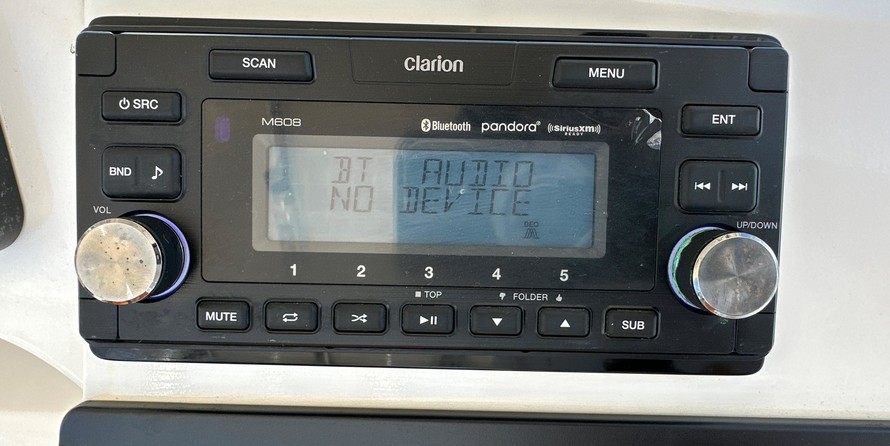 SCAN
clarion
MENU
SRC
M608
Bluetooth
pandora®
((SiriusXM))
READY
ENT
BND
BT AUDIO
NO DEVICE
VOL
UP/DOWN
1 2 3 4 5
TOP
FOLDER
MUTE
SUB